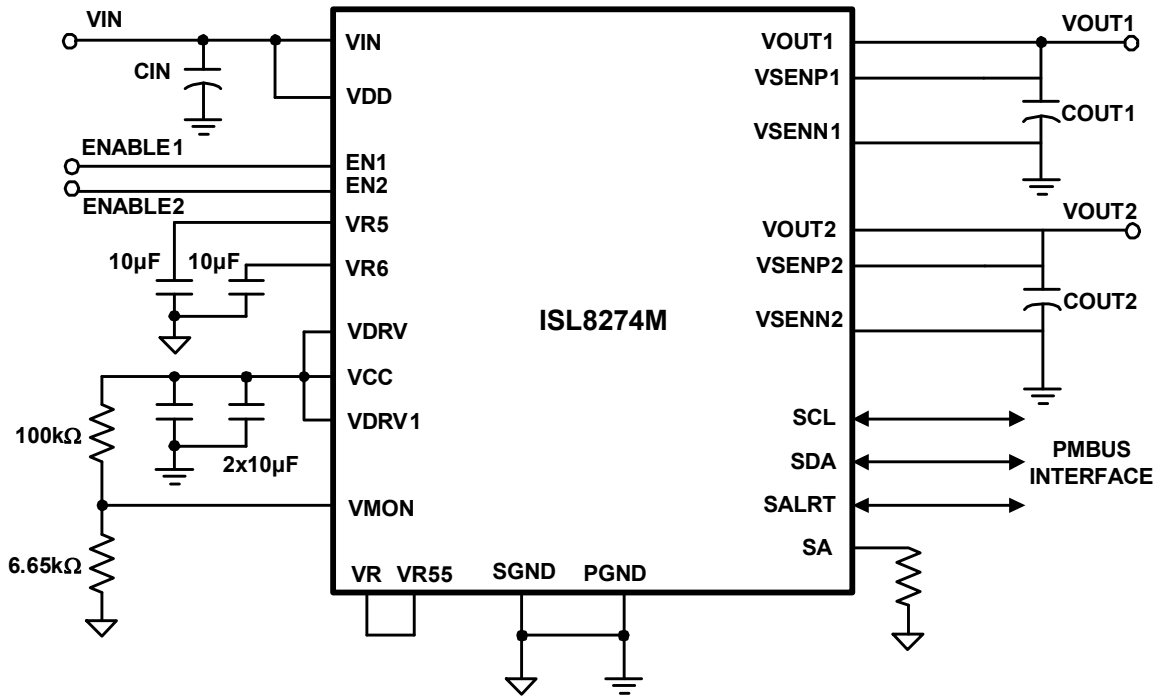 VIN
VIN
CIN
VDD
ENABLE1
EN1
EN2
ENABLE2
VR5
10µF 10µF
VR6
VDRV
VCC
VDRV1
100kΩ
2x10µF
VMON
6.65kΩ
VR VR55 SGND PGND
ISL8274M
VOUT1
VOUT1
VSENP1
COUT1
VSENN1
VOUT2
VOUT2
VSENP2
COUT2
VSENN2
SCL
SDA
PMBUS
INTERFACE
SALRT
SA